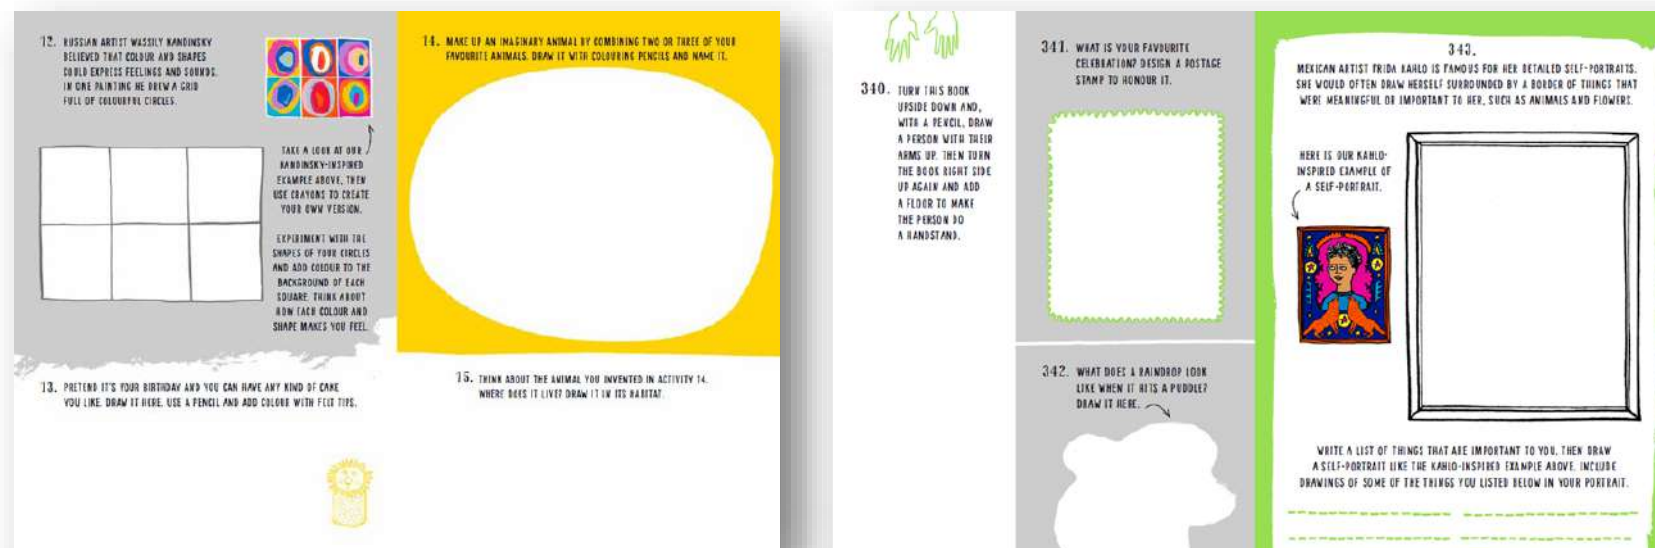 12. RUSSIAN ARTIST WASSILY KANDINSKY
BELIEVED THAT COLOUR AND SHAPES
COULD EXPRESS FEELINGS AND SOUNDS.
IN ONE PAINTING HE DREW A GRID
FULL OF COLOURFUL CIRCLES.
TAKE A LOOK AT OUR
KANDINSKY-INSPIRED
EXAMPLE ABOVE, THEN
USE CRAYONS TO CREATE
YOUR OWN VERSION.
EXPERIMENT WITH THE
SHAPES OF YOUR CIRCLES
AND ADD COLOUR TO THE
BACKGROUND OF EACH
SQUARE. THINK ABOUT
HOW EACH COLOUR AND
SHAPE MAKES YOU FEEL.
13. PRETEND IT'S YOUR BIRTHDAY AND YOU CAN HAVE ANY KIND OF CAKE
YOU LIKE. DRAW IT HERE. USE A PENCIL AND ADD COLOUR WITH FELT TIPS.
14. MAKE UP AN IMAGINARY ANIMAL BY COMBINING TWO OR THREE OF YOUR
FAVOURITE ANIMALS. DRAW IT WITH COLOURING PENCILS AND NAME IT.
15. THINK ABOUT THE ANIMAL YOU INVENTED IN ACTIVITY 14.
WHERE DOES IT LIVE? DRAW IT IN ITS HABITAT.
340. TURN THIS BOOK
UPSIDE DOWN AND,
WITH A PENCIL, DRAW
A PERSON WITH THEIR
ARMS UP. THEN TURN
THE BOOK RIGHT SIDE
UP AGAIN AND ADD
A FLOOR TO MAKE
THE PERSON DO
A HANDSTAND.
341. WHAT IS YOUR FAVOURITE
CELEBRATION? DESIGN A POSTAGE
STAMP TO HONOUR IT.
342. WHAT DOES A RAINDROP LOOK
LIKE WHEN IT HITS A PUDDLE?
DRAW IT HERE.
343.
MEXICAN ARTIST FRIDA KAHLO IS FAMOUS FOR HER DETAILED SELF-PORTRAITS.
SHE WOULD OFTEN DRAW HERSELF SURROUNDED BY A BORDER OF THINGS THAT
WERE MEANINGFUL OR IMPORTANT TO HER, SUCH AS ANIMALS AND FLOWERS.
HERE IS OUR KAHLO-
INSPIRED EXAMPLE OF
A SELF-PORTRAIT.
WRITE A LIST OF THINGS THAT ARE IMPORTANT TO YOU, THEN DRAW
A SELF-PORTRAIT LIKE THE KAHLO-INSPIRED EXAMPLE ABOVE. INCLUDE
DRAWINGS OF SOME OF THE THINGS YOU LISTED BELOW IN YOUR PORTRAIT.